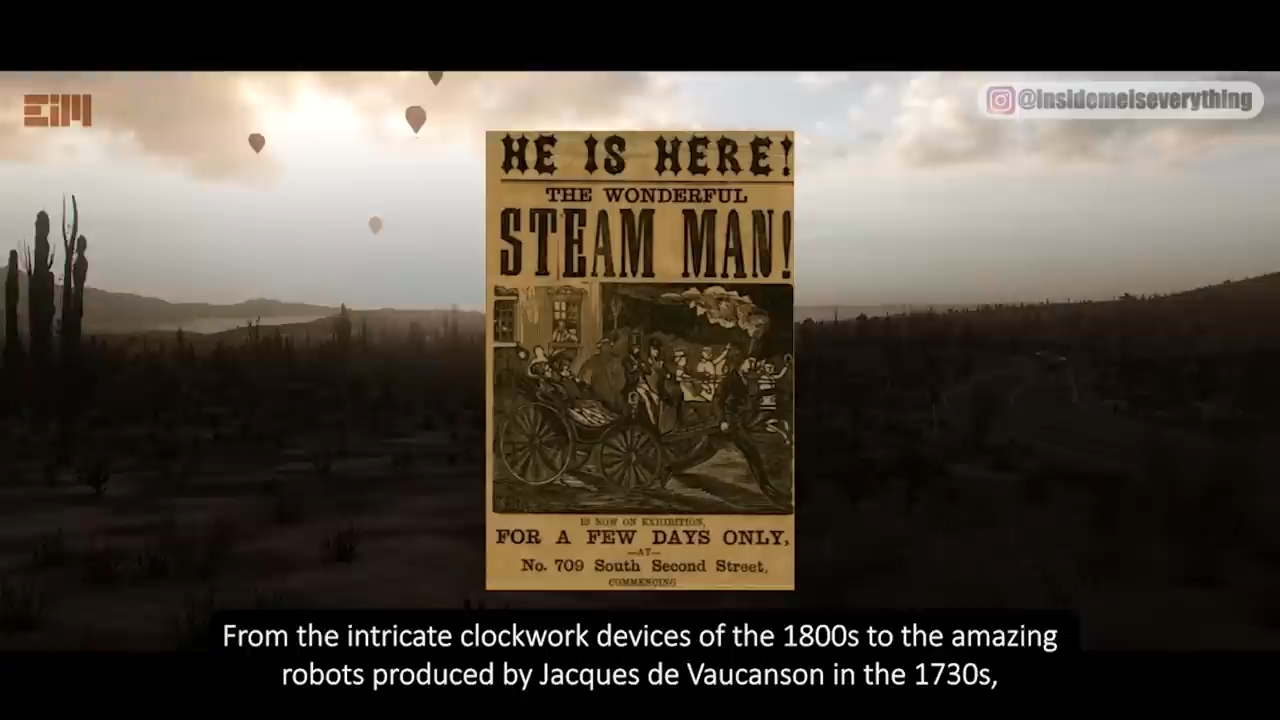 EiM
@Insidemeiseverything
HE IS HERE!
THE WONDERFUL
STEAM MAN!
IS NOW ON EXHIBITION,
FOR A FEW DAYS ONLY,
—AT—
No. 709 South Second Street,
COMMENCING
From the intricate clockwork devices of the 1800s to the amazing
robots produced by Jacques de Vaucanson in the 1730s,